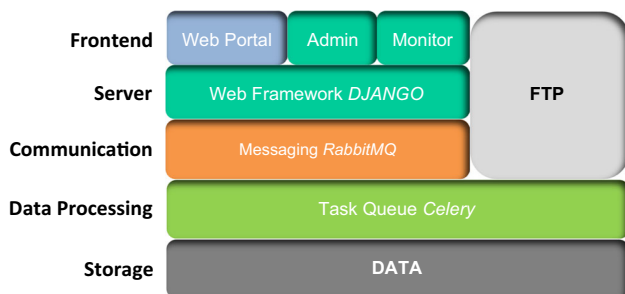 Frontend Web Portal Admin Monitor
Server Web Framework DJANGO FTP
Communication Messaging RabbitMQ
Data Processing Task Queue Celery
Storage DATA